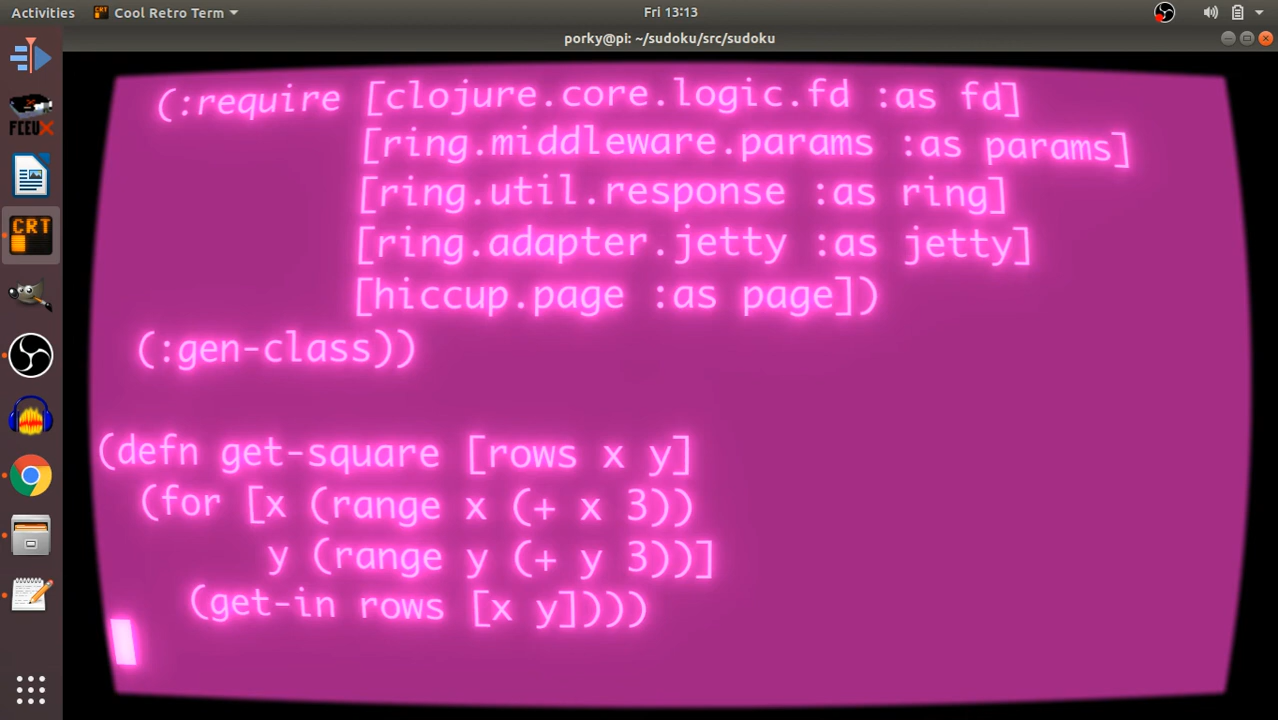 Activities Cool Retro Term Fri 13:13
porky@pi: ~/sudoku/src/sudoku
FCEUX
CRT
(:require [clojure.core.logic.fd :as fd]
[ring.middleware.params :as params]
[ring.util.response :as ring]
[ring.adapter.jetty :as jetty]
[hiccup.page :as page])
(:gen-class))
(defn get-square [rows x y]
(for [x (range x (+ x 3))
y (range y (+ y 3))]
(get-in rows [x y])))